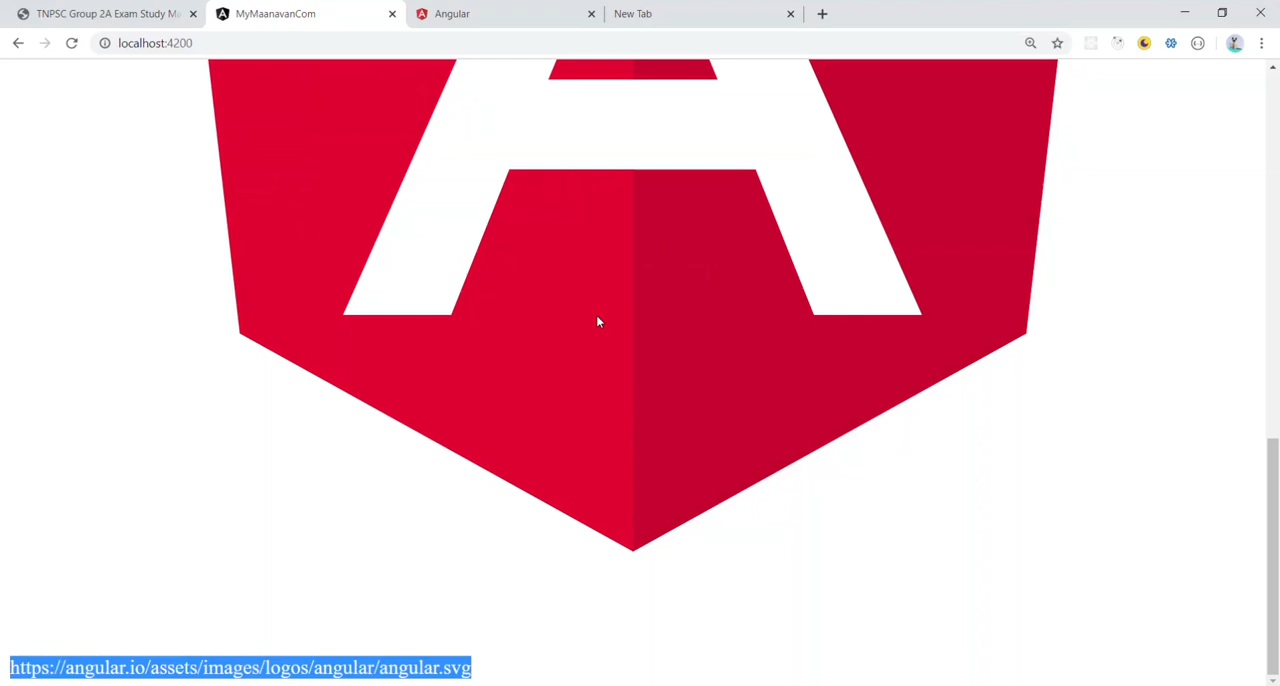 TNPSC Group 2A Exam Study M
MyMaanavanCom
Angular
New Tab
localhost:4200
https://angular.io/assets/images/logos/angular/angular.svg